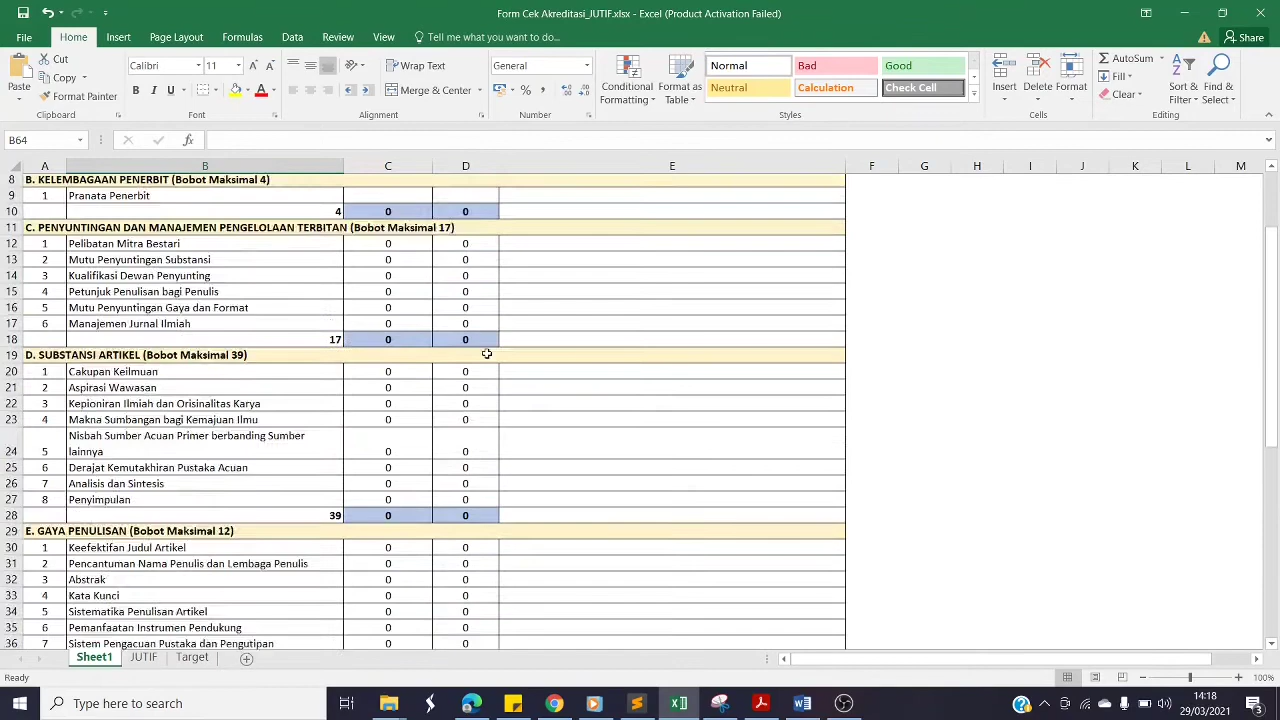 Form Cek Akreditasi_JUTIF.xlsx - Excel (Product Activation Failed)
File Home Insert Page Layout Formulas Data Review View Tell me what you want to do... Share
Paste Cut Copy Format Painter Clipboard
Calibri 11 B I U A Font
Wrap Text Merge & Center Alignment
General % , Number
Conditional Formatting Format as Table
Normal Bad Good
Neutral Calculation Check Cell
Styles
Insert Delete Format Cells
AutoSum Fill Clear Sort & Filter Find & Select Editing
B64 fx
A B C D E F G H I J K L M
8 B. KELEMBAGAAN PENERBIT (Bobot Maksimal 4)
9 1 Pranata Penerbit
10 4 0 0
11 C. PENYUNTINGAN DAN MANAJEMEN PENGELOLAAN TERBITAN (Bobot Maksimal 17)
12 1 Pelibatan Mitra Bestari 0 0
13 2 Mutu Penyuntingan Substansi 0 0
14 3 Kualifikasi Dewan Penyunting 0 0
15 4 Petunjuk Penulisan bagi Penulis 0 0
16 5 Mutu Penyuntingan Gaya dan Format 0 0
17 6 Manajemen Jurnal Ilmiah 0 0
18 17 0 0
19 D. SUBSTANSI ARTIKEL (Bobot Maksimal 39)
20 1 Cakupan Keilmuan 0 0
21 2 Aspirasi Wawasan 0 0
22 3 Kepioniran Ilmiah dan Orisinalitas Karya 0 0
23 4 Makna Sumbangan bagi Kemajuan Ilmu 0 0
Nisbah Sumber Acuan Primer berbanding Sumber
24 5 lainnya 0 0
25 6 Derajat Kemutakhiran Pustaka Acuan 0 0
26 7 Analisis dan Sintesis 0 0
27 8 Penyimpulan 0 0
28 39 0 0
29 E. GAYA PENULISAN (Bobot Maksimal 12)
30 1 Keefektifan Judul Artikel 0 0
31 2 Pencantuman Nama Penulis dan Lembaga Penulis 0 0
32 3 Abstrak 0 0
33 4 Kata Kunci 0 0
34 5 Sistematika Penulisan Artikel 0 0
35 6 Pemanfaatan Instrumen Pendukung 0 0
36 7 Sistem Pengacuan Pustaka dan Pengutipan 0 0
Sheet1 JUTIF Target
Ready 100%
Type here to search
14:18
29/03/2021